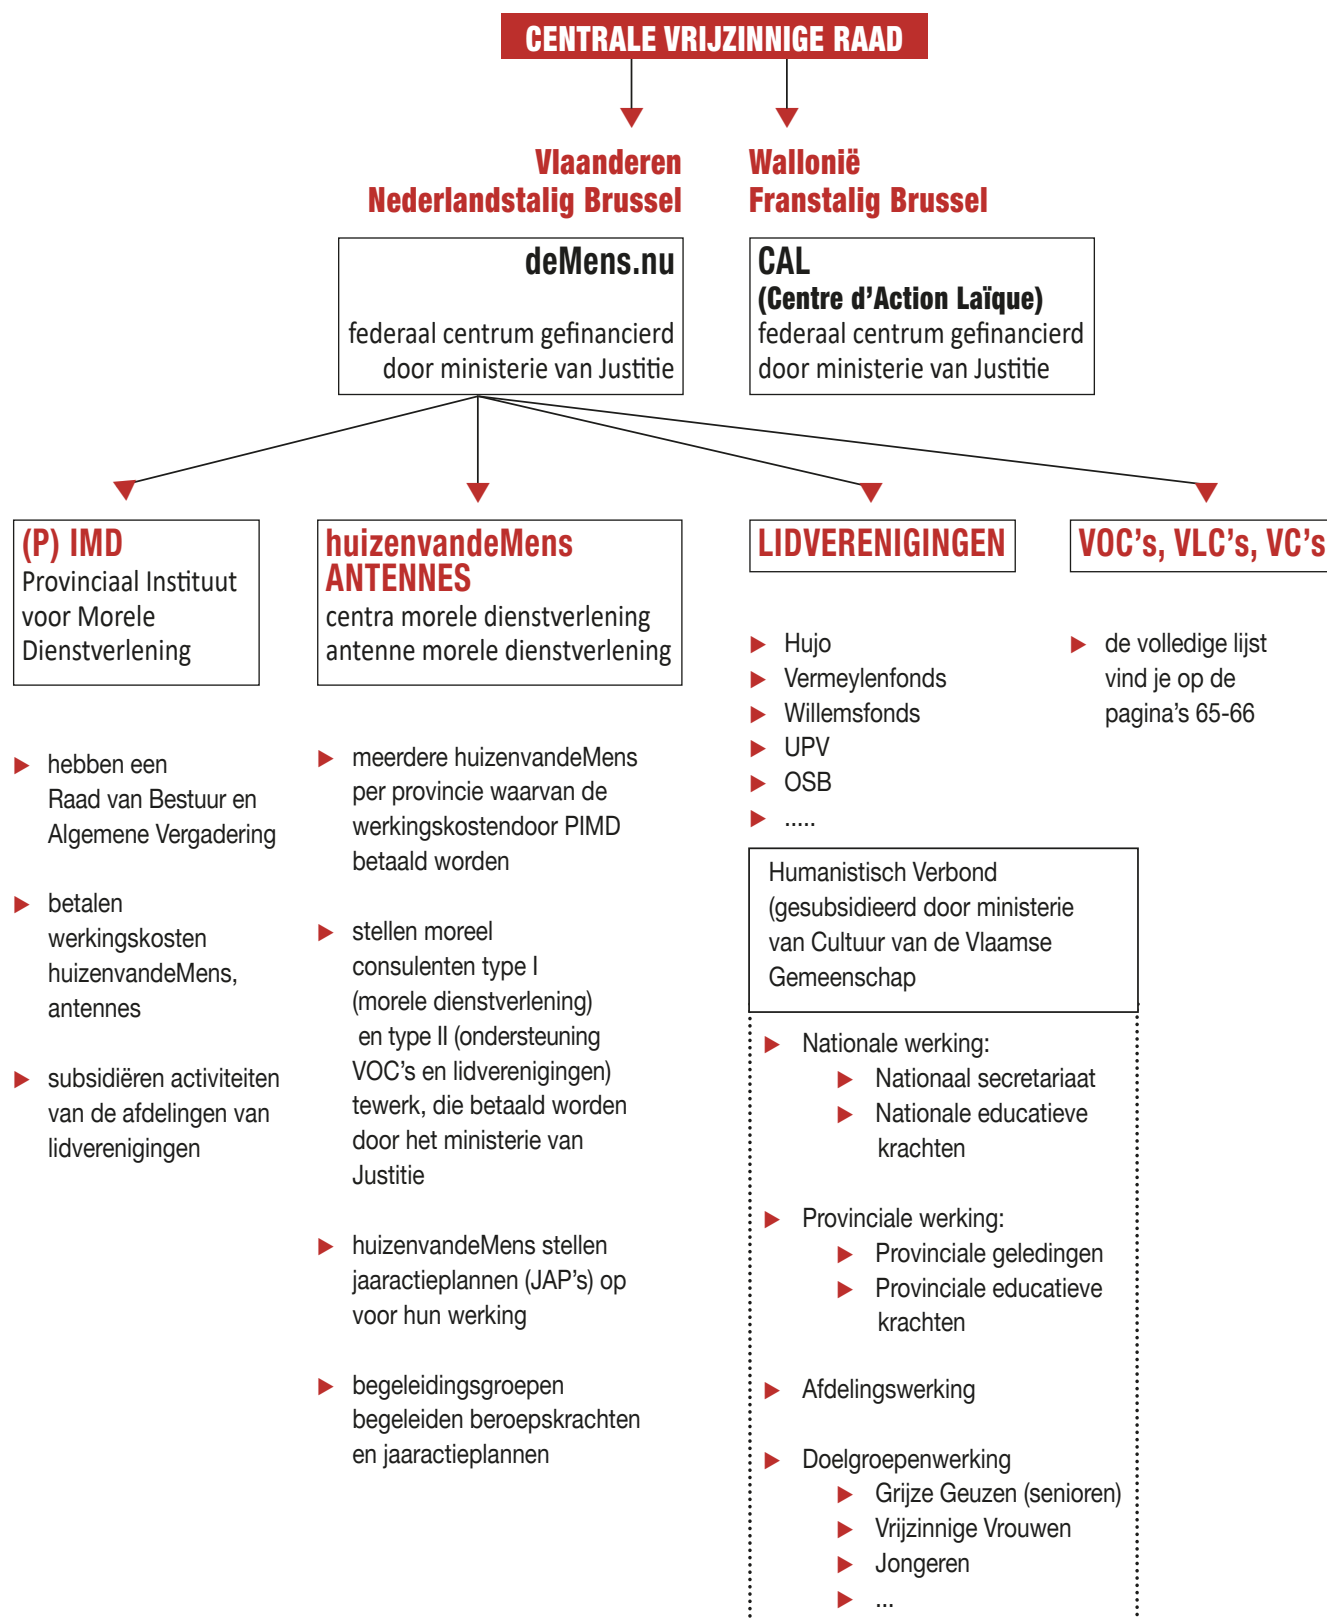 CENTRALE VRIJZINNIGE RAAD
Vlaanderen
Nederlandstalig Brussel
Wallonië
Franstalig Brussel
deMens.nu
federaal centrum gefinancierd
door ministerie van Justitie
CAL
(Centre d'Action Laïque)
federaal centrum gefinancierd
door ministerie van Justitie
(P) IMD
Provinciaal Instituut
voor Morele
Dienstverlening
hebben een
Raad van Bestuur en
Algemene Vergadering
betalen
werkingskosten
huizenvandeMens,
antennes
subsidiëren activiteiten
van de afdelingen van
lidverenigingen
huizenvandeMens
ANTENNES
centra morele dienstverlening
antenne morele dienstverlening
meerdere huizenvandeMens
per provincie waarvan de
werkingskostendoor PIMD
betaald worden
stellen moreel
consulenten type I
(morele dienstverlening)
en type II (ondersteuning
VOC's en lidverenigingen)
tewerk, die betaald worden
door het ministerie van
Justitie
huizenvandeMens stellen
jaaractieplannen (JAP's) op
voor hun werking
begeleidingsgroepen
begeleiden beroepskrachten
en jaaractieplannen
LIDVERENIGINGEN
Hujo
Vermeylenfonds
Willemsfonds
UPV
OSB
.....
Humanistisch Verbond
(gesubsidieerd door ministerie
van Cultuur van de Vlaamse
Gemeenschap
Nationale werking:
Nationaal secretariaat
Nationale educatieve
krachten
Provinciale werking:
Provinciale geledingen
Provinciale educatieve
krachten
Afdelingswerking
Doelgroepenwerking
Grijze Geuzen (senioren)
Vrijzinnige Vrouwen
Jongeren
...
VOC's, VLC's, VC's
de volledige lijst
vind je op de
pagina's 65-66